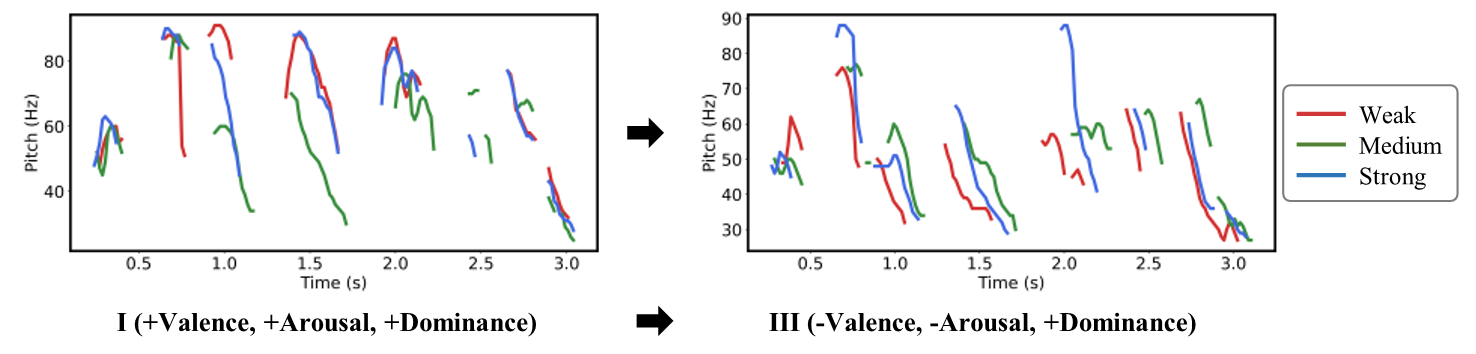 80
60
40
Pitch (Hz)
0.5 1.0 1.5 2.0 2.5 3.0
Time (s)
I (+Valence, +Arousal, +Dominance)
90
80
70
60
50
40
30
Pitch (Hz)
0.5 1.0 1.5 2.0 2.5 3.0
Time (s)
III (-Valence, -Arousal, +Dominance)
Weak
Medium
Strong